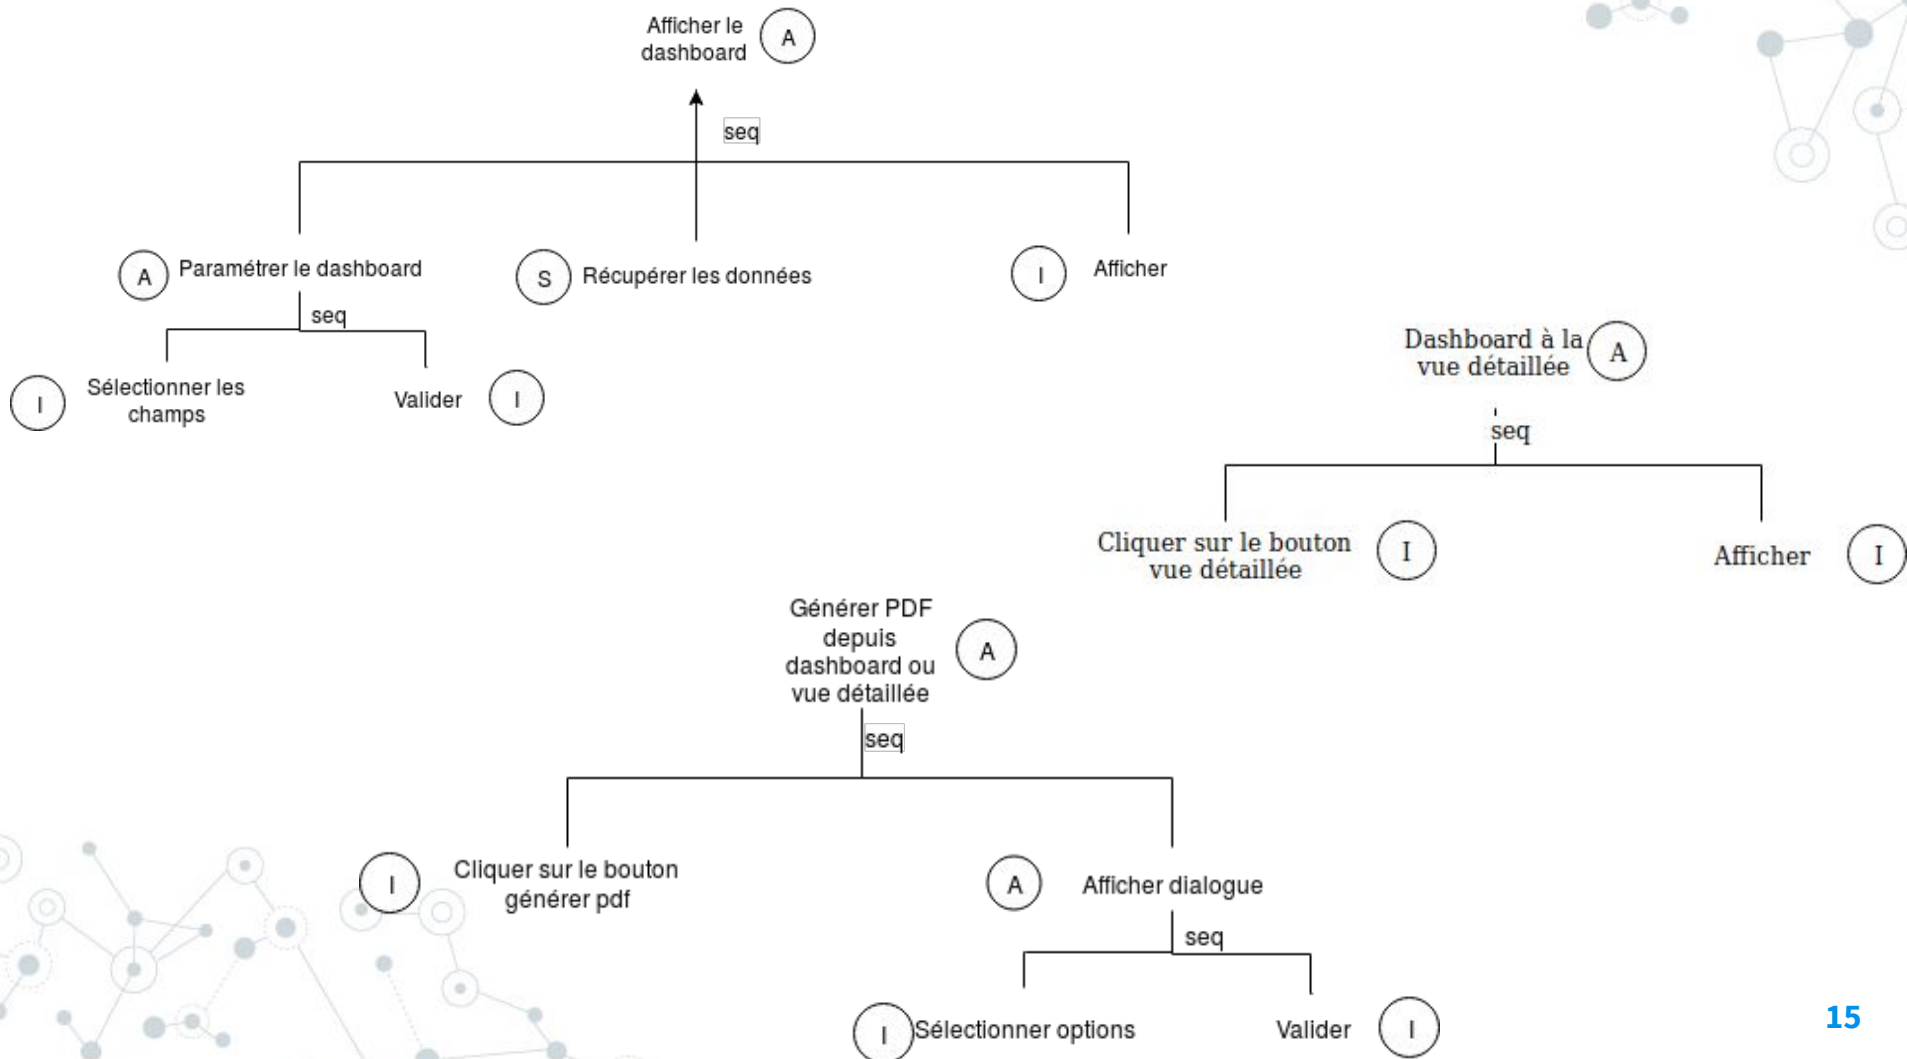 Afficher le
dashboard
A
seq
A
Paramétrer le dashboard
S
Récupérer les données
I
Afficher
seq
I
Sélectionner les
champs
Valider
I
Dashboard à la
vue détaillée
A
seq
Cliquer sur le bouton
vue détaillée
I
Afficher
I
Générer PDF
depuis
dashboard ou
vue détaillée
A
seq
I
Cliquer sur le bouton
générer pdf
A
Afficher dialogue
seq
I
Sélectionner options
Valider
I
15